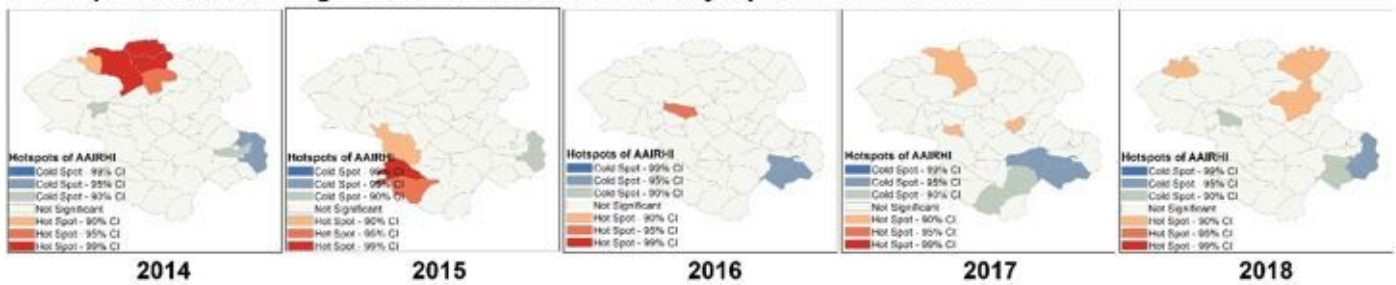 Hotspots of AAIRHI
Cold Spot - 99% CI
Cold Spot - 95% CI
Cold Spot - 90% CI
Not Significant
Hot Spot - 90% CI
Hot Spot - 95% CI
Hot Spot - 99% CI
Hotspots of AAIRHI
Cold Spot - 99% CI
Cold Spot - 95% CI
Cold Spot - 90% CI
Not Significant
Hot Spot - 90% CI
Hot Spot - 95% CI
Hot Spot - 99% CI
Hotspots of AAIRHI
Cold Spot - 99% CI
Cold Spot - 95% CI
Cold Spot - 90% CI
Not Significant
Hot Spot - 90% CI
Hot Spot - 95% CI
Hot Spot - 99% CI
Hotspots of AAIRHI
Cold Spot - 99% CI
Cold Spot - 95% CI
Cold Spot - 90% CI
Not Significant
Hot Spot - 90% CI
Hot Spot - 95% CI
Hot Spot - 99% CI
Hotspots of AAIRHI
Cold Spot - 99% CI
Cold Spot - 95% CI
Cold Spot - 90% CI
Not Significant
Hot Spot - 90% CI
Hot Spot - 95% CI
Hot Spot - 99% CI
2014 2015 2016 2017 2018